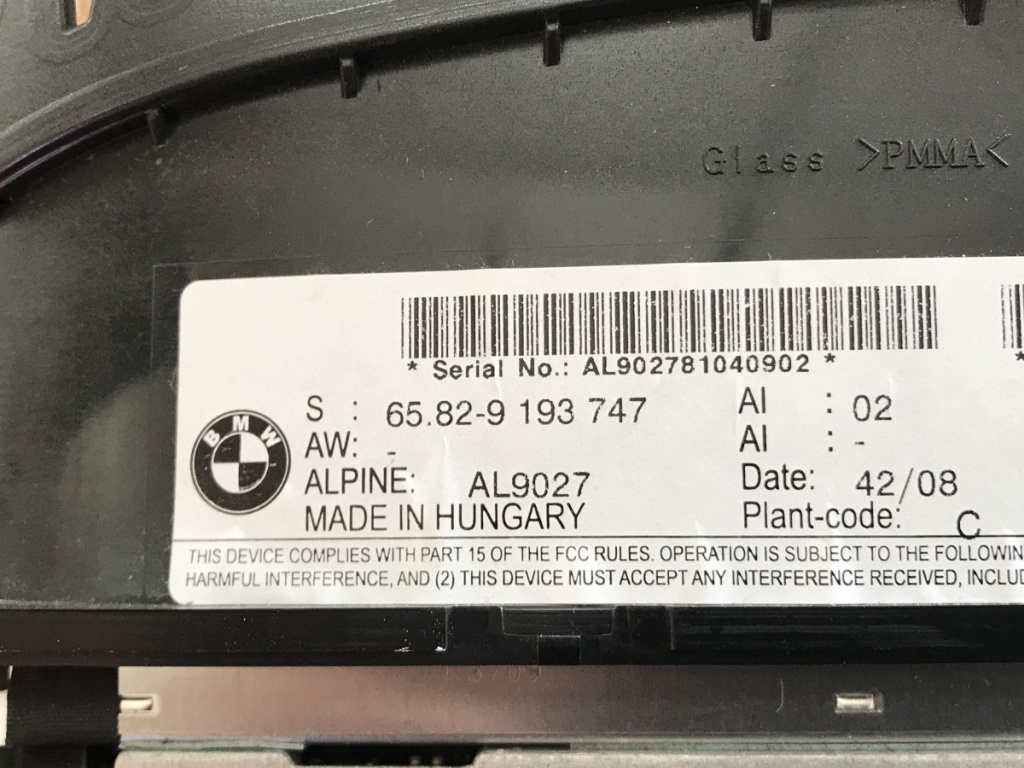 Glass >PMMA<
* Serial No.: AL902781040902 * *
S : 65.82-9 193 747 AI : 02
AW: - AI : -
BMW
ALPINE: AL9027 Date: 42/08
MADE IN HUNGARY Plant-code: C
THIS DEVICE COMPLIES WITH PART 15 OF THE FCC RULES. OPERATION IS SUBJECT TO THE FOLLOWIN
HARMFUL INTERFERENCE, AND (2) THIS DEVICE MUST ACCEPT ANY INTERFERENCE RECEIVED, INCLUD